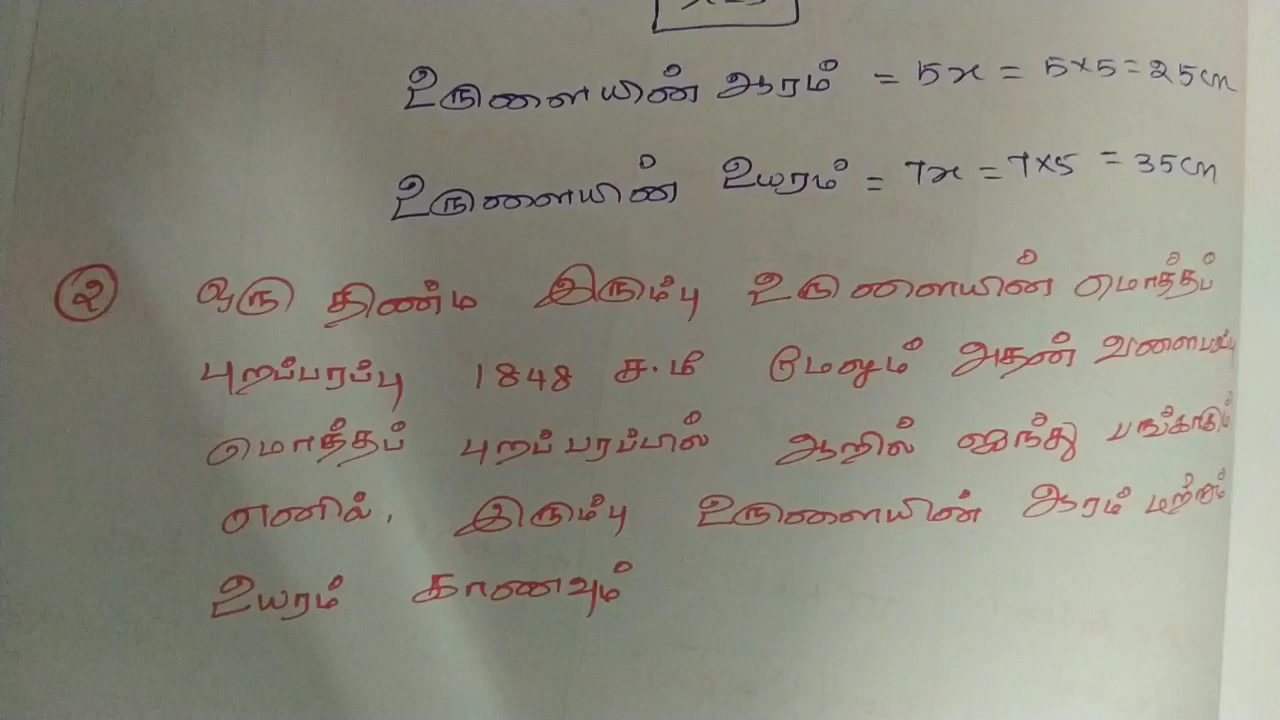 உருளையின் ஆரம் = 5x = 5×5 = 25cm
உருளையின் உயரம் = 7x = 7×5 = 35cm
② ஒரு திண்ம இரும்பு உருளையின் மொத்தப்
புறப்பரப்பு 1848 ச.மீ மேலும் அதன் வளைபரப்பு
மொத்தப் புறப்பரப்பில் ஆறில் ஐந்து பங்காகும்
எனில், இரும்பு உருளையின் ஆரம் மற்றும்
உயரம் காணவும்